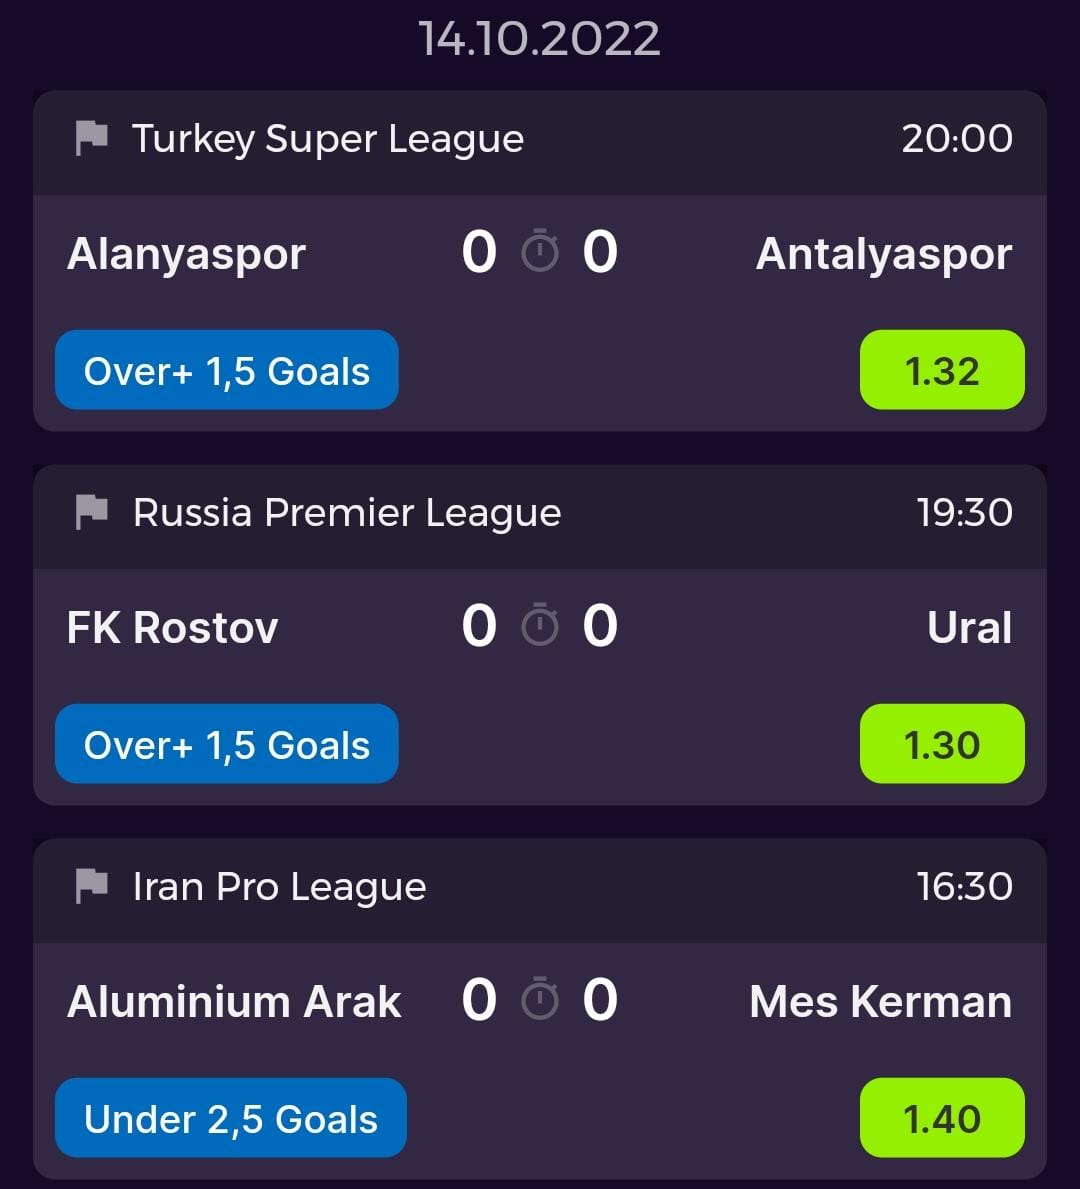 14.10.2022
Turkey Super League 20:00
Alanyaspor 0 0 Antalyaspor
Over+ 1,5 Goals 1.32
Russia Premier League 19:30
FK Rostov 0 0 Ural
Over+ 1,5 Goals 1.30
Iran Pro League 16:30
Aluminium Arak 0 0 Mes Kerman
Under 2,5 Goals 1.40